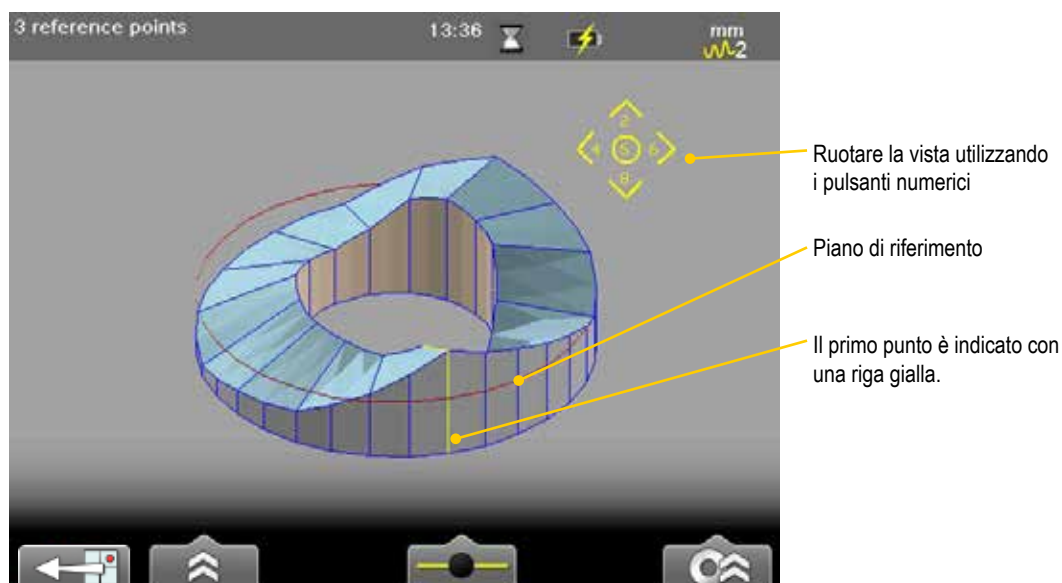 3 reference points 13:36 mm
2
2
4 5 6
8
Ruotare la vista utilizzando
i pulsanti numerici
Piano di riferimento
Il primo punto è indicato con
una riga gialla.